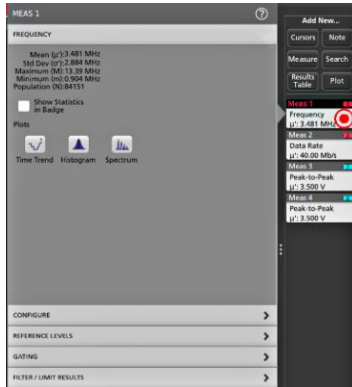 MEAS 1
?
FREQUENCY
Mean (µ'):3.481 MHz
Std Dev (σ'):2.884 MHz
Maximum (M):13.39 MHz
Minimum (m):0.904 MHz
Population (N):84151
Show Statistics
in Badge
Plots
Time Trend Histogram Spectrum
CONFIGURE
REFERENCE LEVELS
GATING
FILTER / LIMIT RESULTS
Add New...
Cursors Note
Measure Search
Results
Table
Plot
Meas 1
Frequency
µ': 3.481 MHz
Meas 2
Data Rate
µ': 40.00 Mb/s
Meas 3
Peak-to-Peak
µ': 3.500 V
Meas 4
Peak-to-Peak
µ': 3.500 V